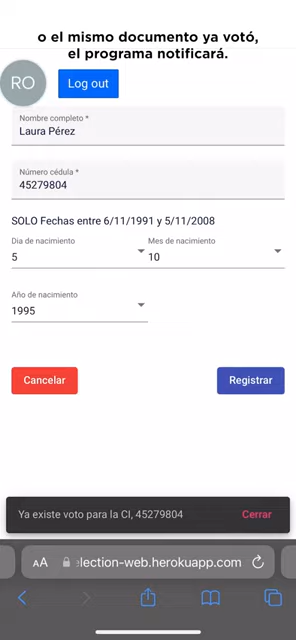 o el mismo documento ya votó,
el programa notificará.
RO
Log out
Nombre completo *
Laura Pérez
Número cédula *
45279804
SOLO Fechas entre 6/11/1991 y 5/11/2008
Dia de nacimiento
Mes de nacimiento
5
10
Año de nacimiento
1995
Cancelar
Registrar
Ya existe voto para la CI, 45279804
Cerrar
AA
election-web.herokuapp.com